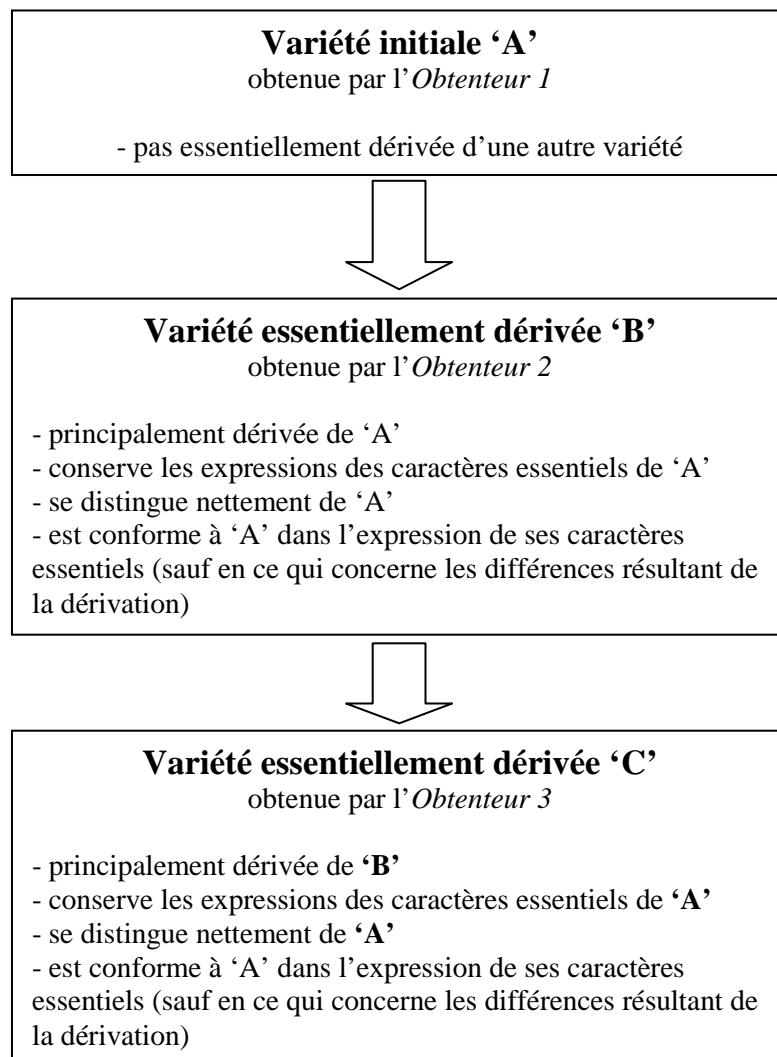 Variété initiale ‘A’
obtenue par l’Obtenteur 1
- pas essentiellement dérivée d’une autre variété
Variété essentiellement dérivée ‘B’
obtenue par l’Obtenteur 2
- principalement dérivée de ‘A’
- conserve les expressions des caractères essentiels de ‘A’
- se distingue nettement de ‘A’
- est conforme à ‘A’ dans l’expression de ses caractères
essentiels (sauf en ce qui concerne les différences résultant de
la dérivation)
Variété essentiellement dérivée ‘C’
obtenue par l’Obtenteur 3
- principalement dérivée de ‘B’
- conserve les expressions des caractères essentiels de ‘A’
- se distingue nettement de ‘A’
- est conforme à ‘A’ dans l’expression de ses caractères
essentiels (sauf en ce qui concerne les différences résultant de
la dérivation)